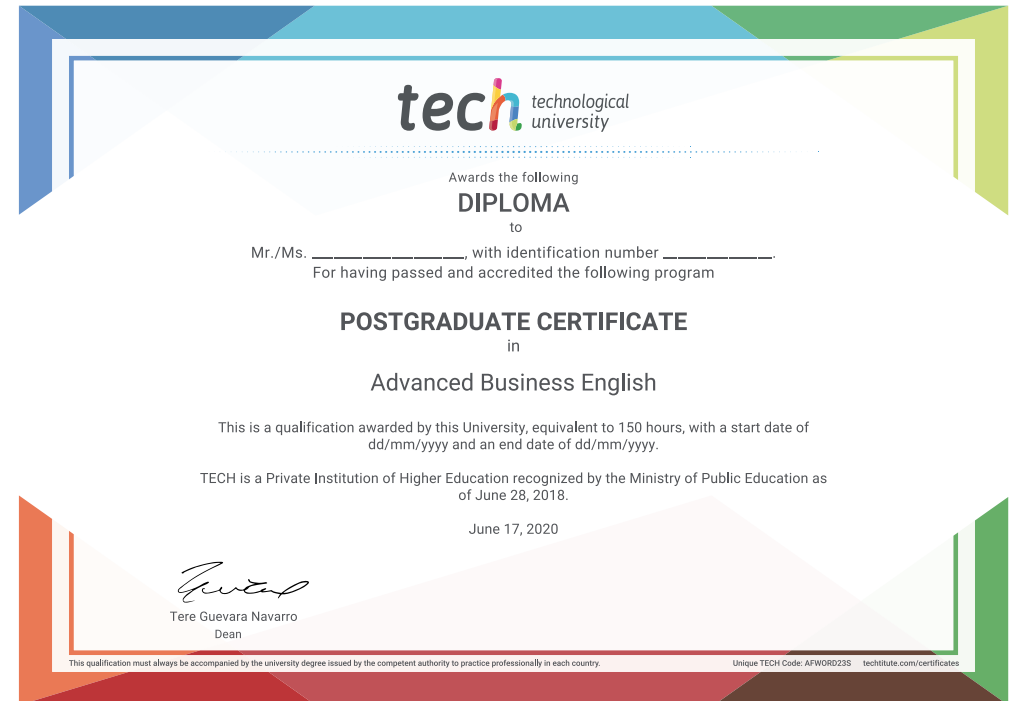 tech technological
university
Awards the following
DIPLOMA
to
Mr./Ms. ______________, with identification number __________.
For having passed and accredited the following program
POSTGRADUATE CERTIFICATE
in
Advanced Business English
This is a qualification awarded by this University, equivalent to 150 hours, with a start date of
dd/mm/yyyy and an end date of dd/mm/yyyy.
TECH is a Private Institution of Higher Education recognized by the Ministry of Public Education as
of June 28, 2018.
June 17, 2020
Tere Guevara Navarro
Dean
This qualification must always be accompanied by the university degree issued by the competent authority to practice professionally in each country. Unique TECH Code: AFWORD23S techtitute.com/certificates